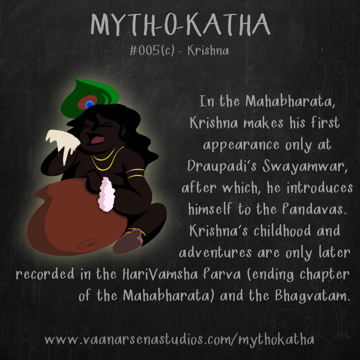 MYTH-O-KATHA
#005(c) - Krishna
In the Mahabharata,
Krishna makes his first
appearance only at
Draupadi's Swayamwar,
after which, he introduces
himself to the Pandavas.
Krishna's childhood and
adventures are only later
recorded in the HariVamsha Parva (ending chapter
of the Mahabharata) and the Bhagvatam.
www.vaanarsenastudios.com/mythokatha